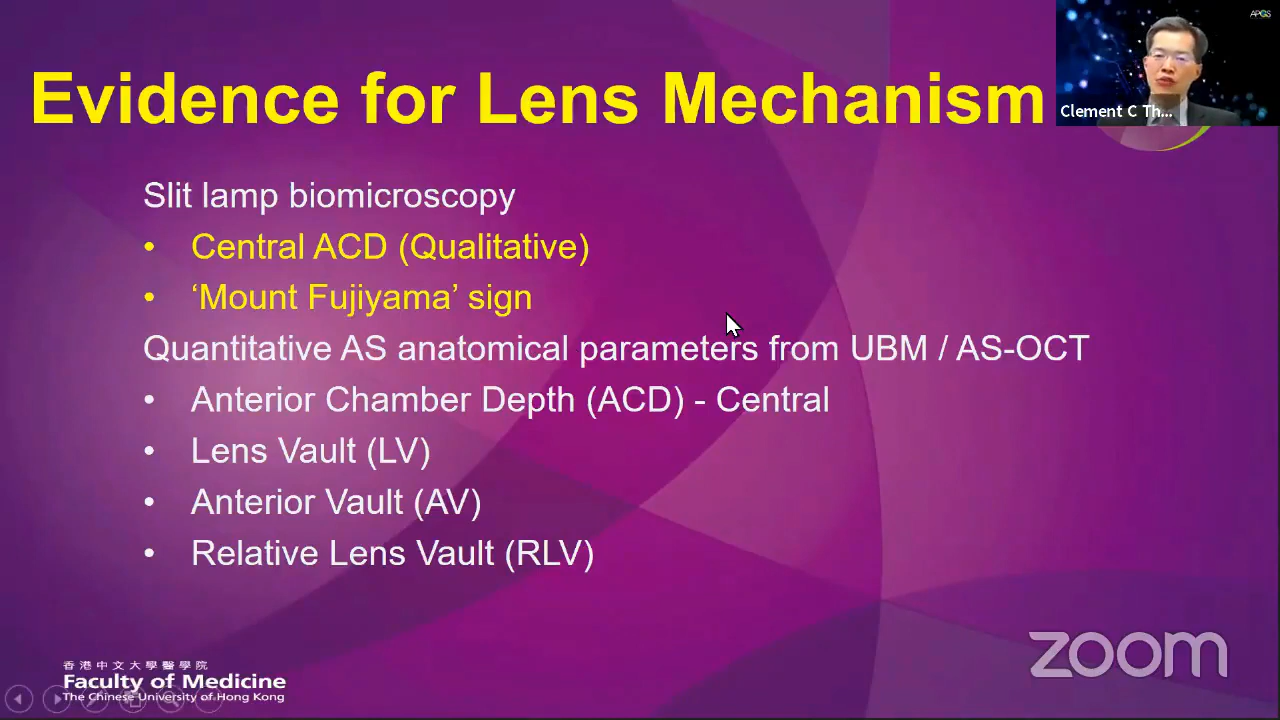 APGS
Evidence for Lens Mechanism
Clement C Th...
Slit lamp biomicroscopy
• Central ACD (Qualitative)
• ‘Mount Fujiyama’ sign
Quantitative AS anatomical parameters from UBM / AS-OCT
• Anterior Chamber Depth (ACD) - Central
• Lens Vault (LV)
• Anterior Vault (AV)
• Relative Lens Vault (RLV)
zoom
香港中文大學醫學院
Faculty of Medicine
The Chinese University of Hong Kong